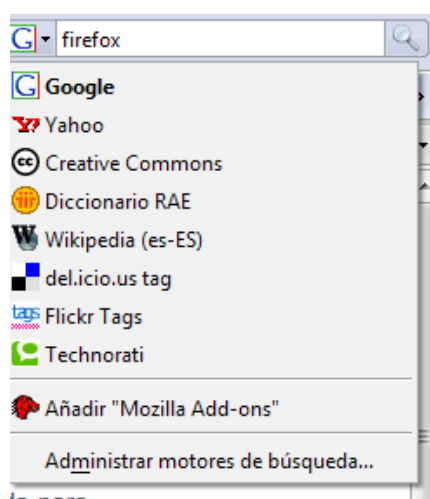 firefox
Google
Yahoo
Creative Commons
Diccionario RAE
Wikipedia (es-ES)
del.icio.us tag
Flickr Tags
Technorati
Añadir "Mozilla Add-ons"
Administrar motores de búsqueda...